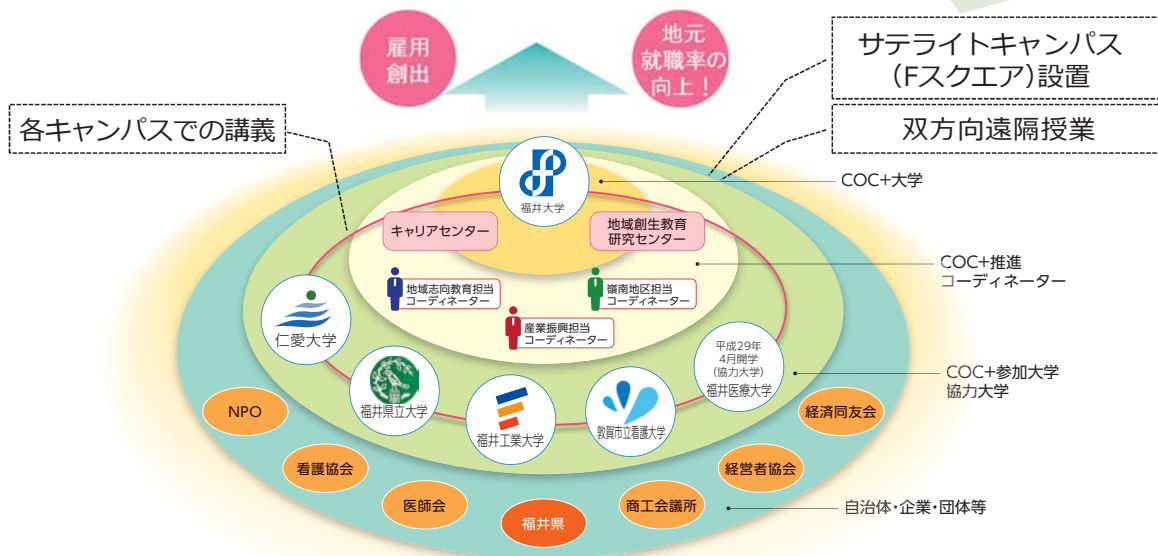 雇用
創出
地元
就職率の
向上！
サテライトキャンパス
（Fスクエア）設置
各キャンパスでの講義
双方向遠隔授業
福井大学
COC+大学
キャリアセンター
地域創生教育
研究センター
COC+推進
コーディネーター
地域志向教育担当
コーディネーター
嶺南地区担当
コーディネーター
産業振興担当
コーディネーター
仁愛大学
福井県立大学
福井工業大学
敦賀市立看護大学
平成29年
4月開学
(協力大学)
福井医療大学
COC+参加大学
協力大学
NPO
看護協会
医師会
福井県
商工会議所
経営者協会
経済同友会
自治体・企業・団体等